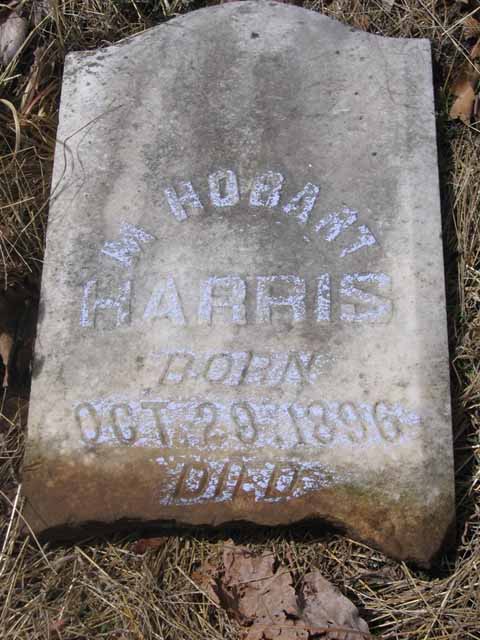 M HOBART
HARRIS
BORN
OCT. 29. 1896
DIED